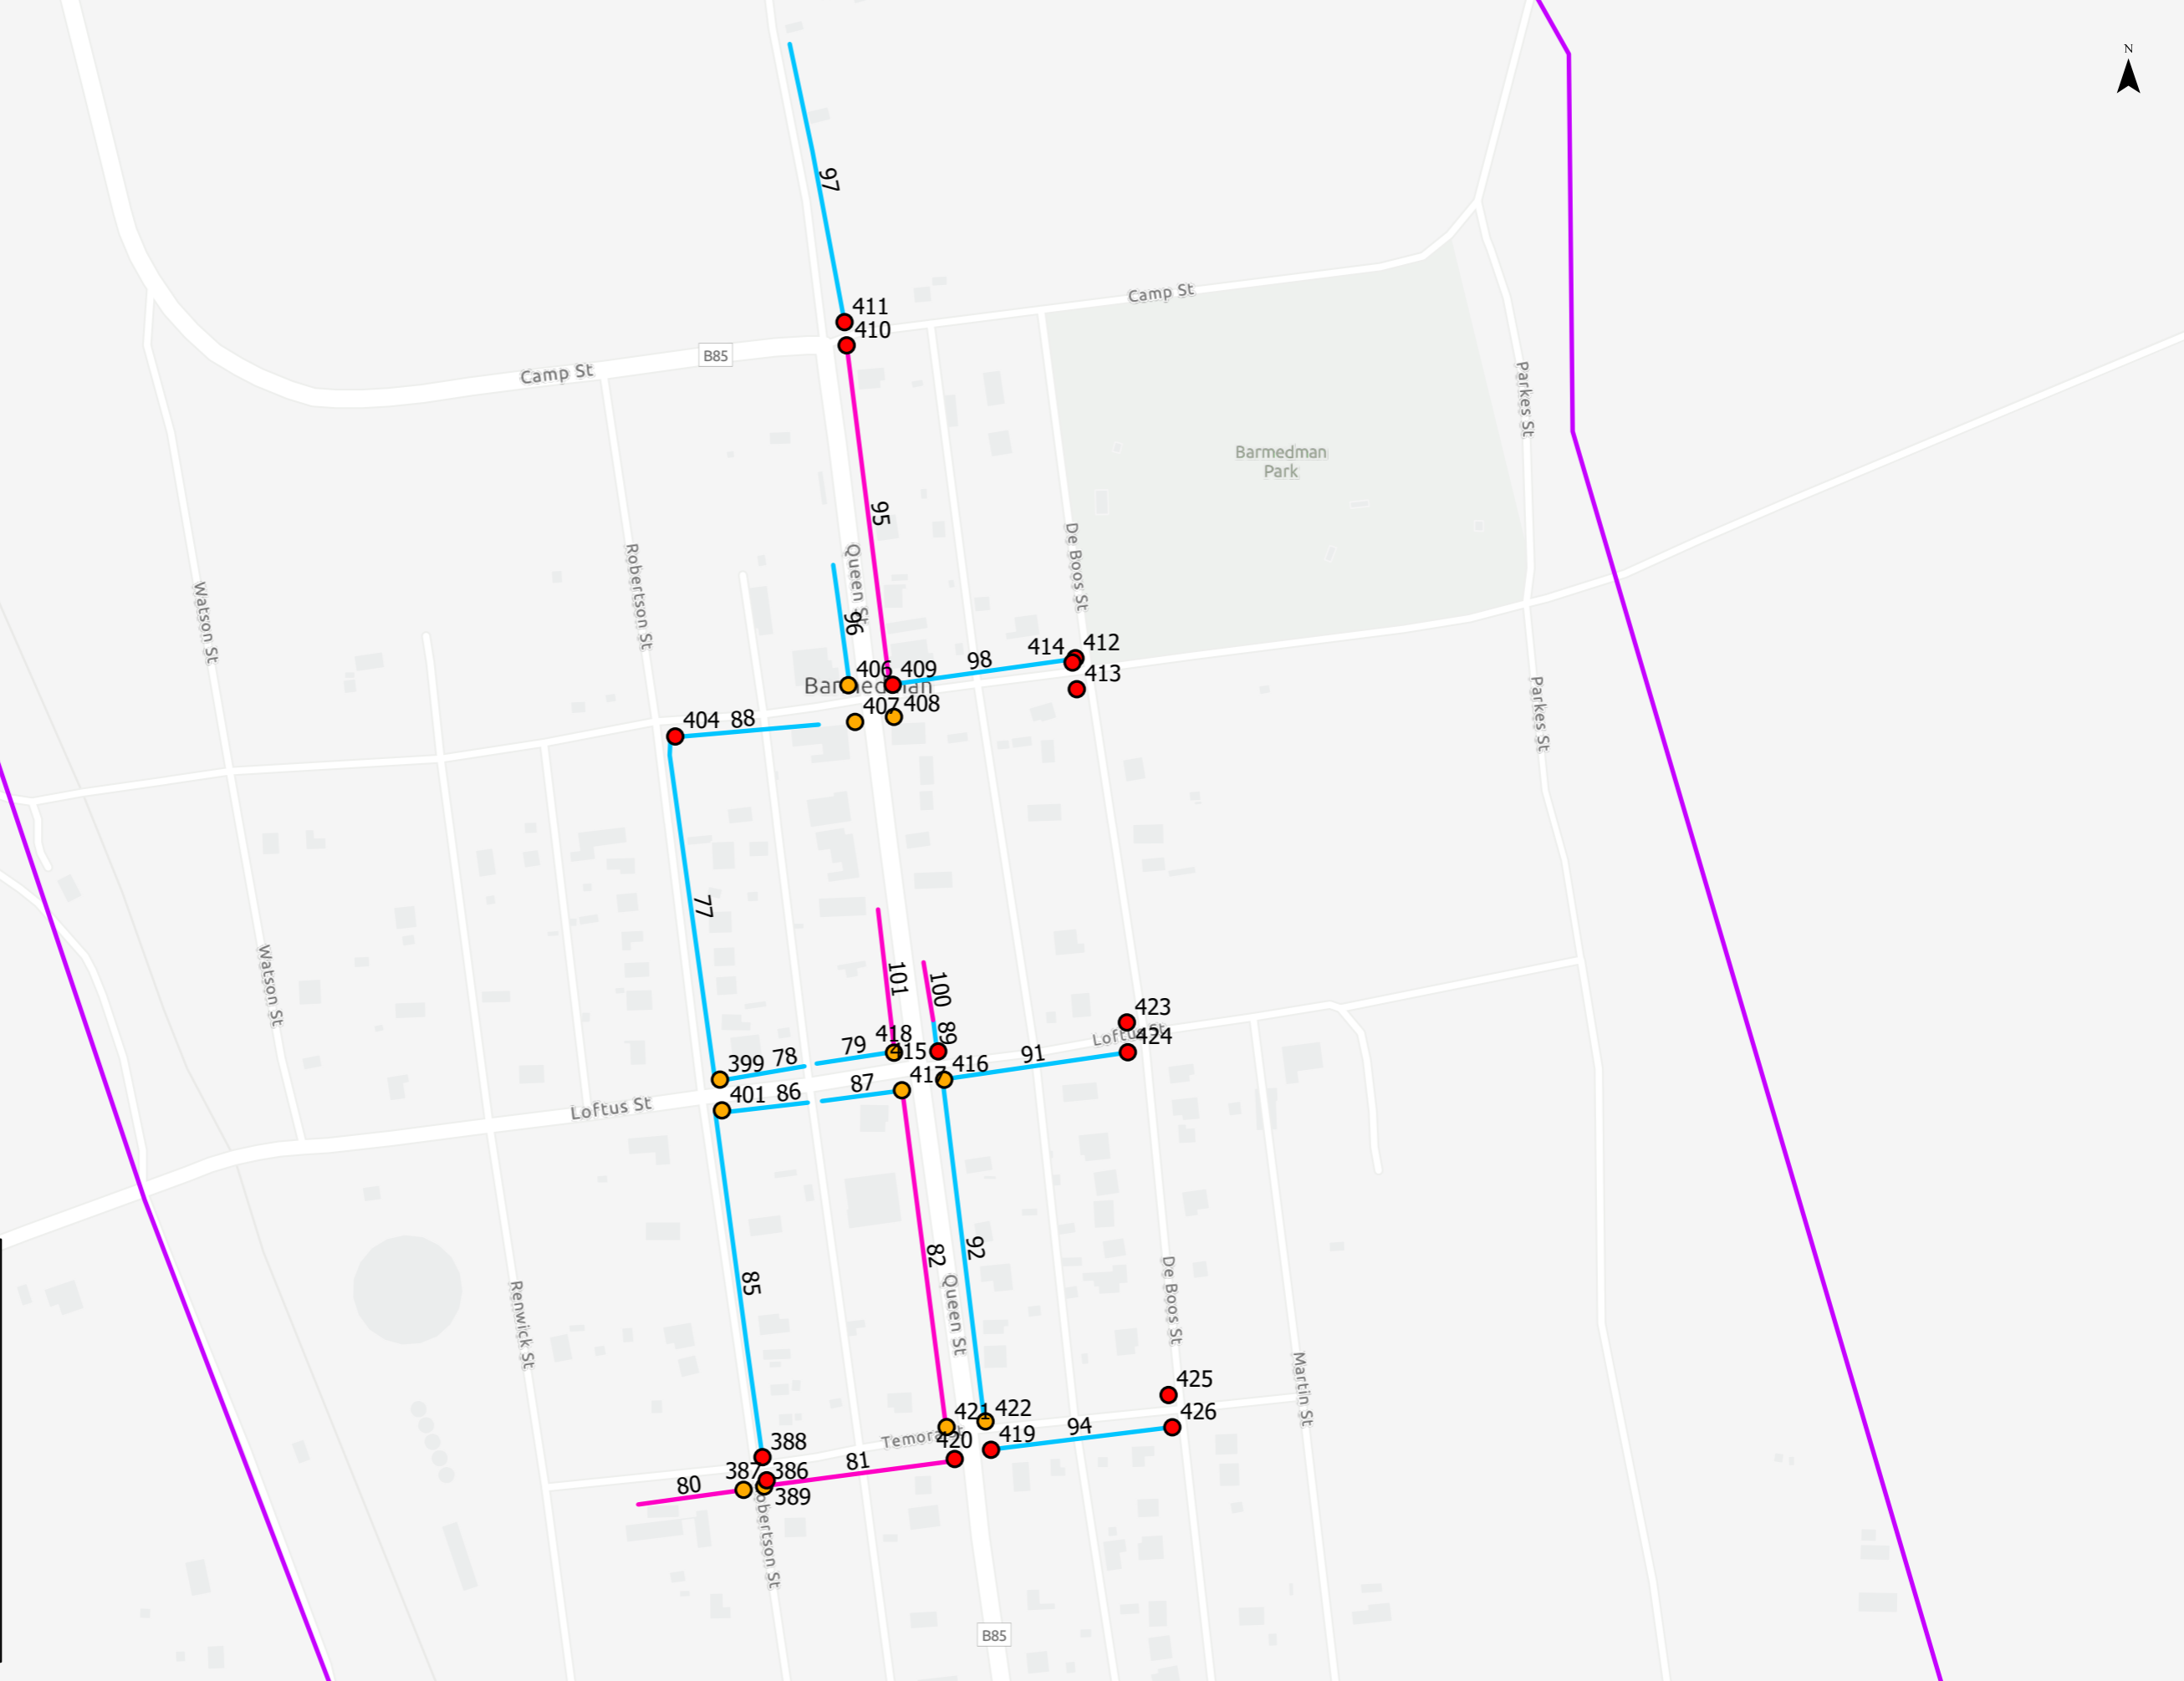 N
97
Camp St
411
410
B85
Camp St
Parkes St
Barmedman
Park
95
De Boos St
Robertson St
Queen St
Watson St
96
414
412
98
406
409
413
Barmedman
407
408
404
88
Parkes St
77
Watson St
101
100
423
89
418
Loftus St
424
79
415
91
399
78
416
417
87
401
86
Loftus St
82
92
85
De Boos St
Queen St
Renwick St
Martin St
425
421
422
426
94
419
Temora St
420
388
81
387
386
80
389
Robertson St
B85